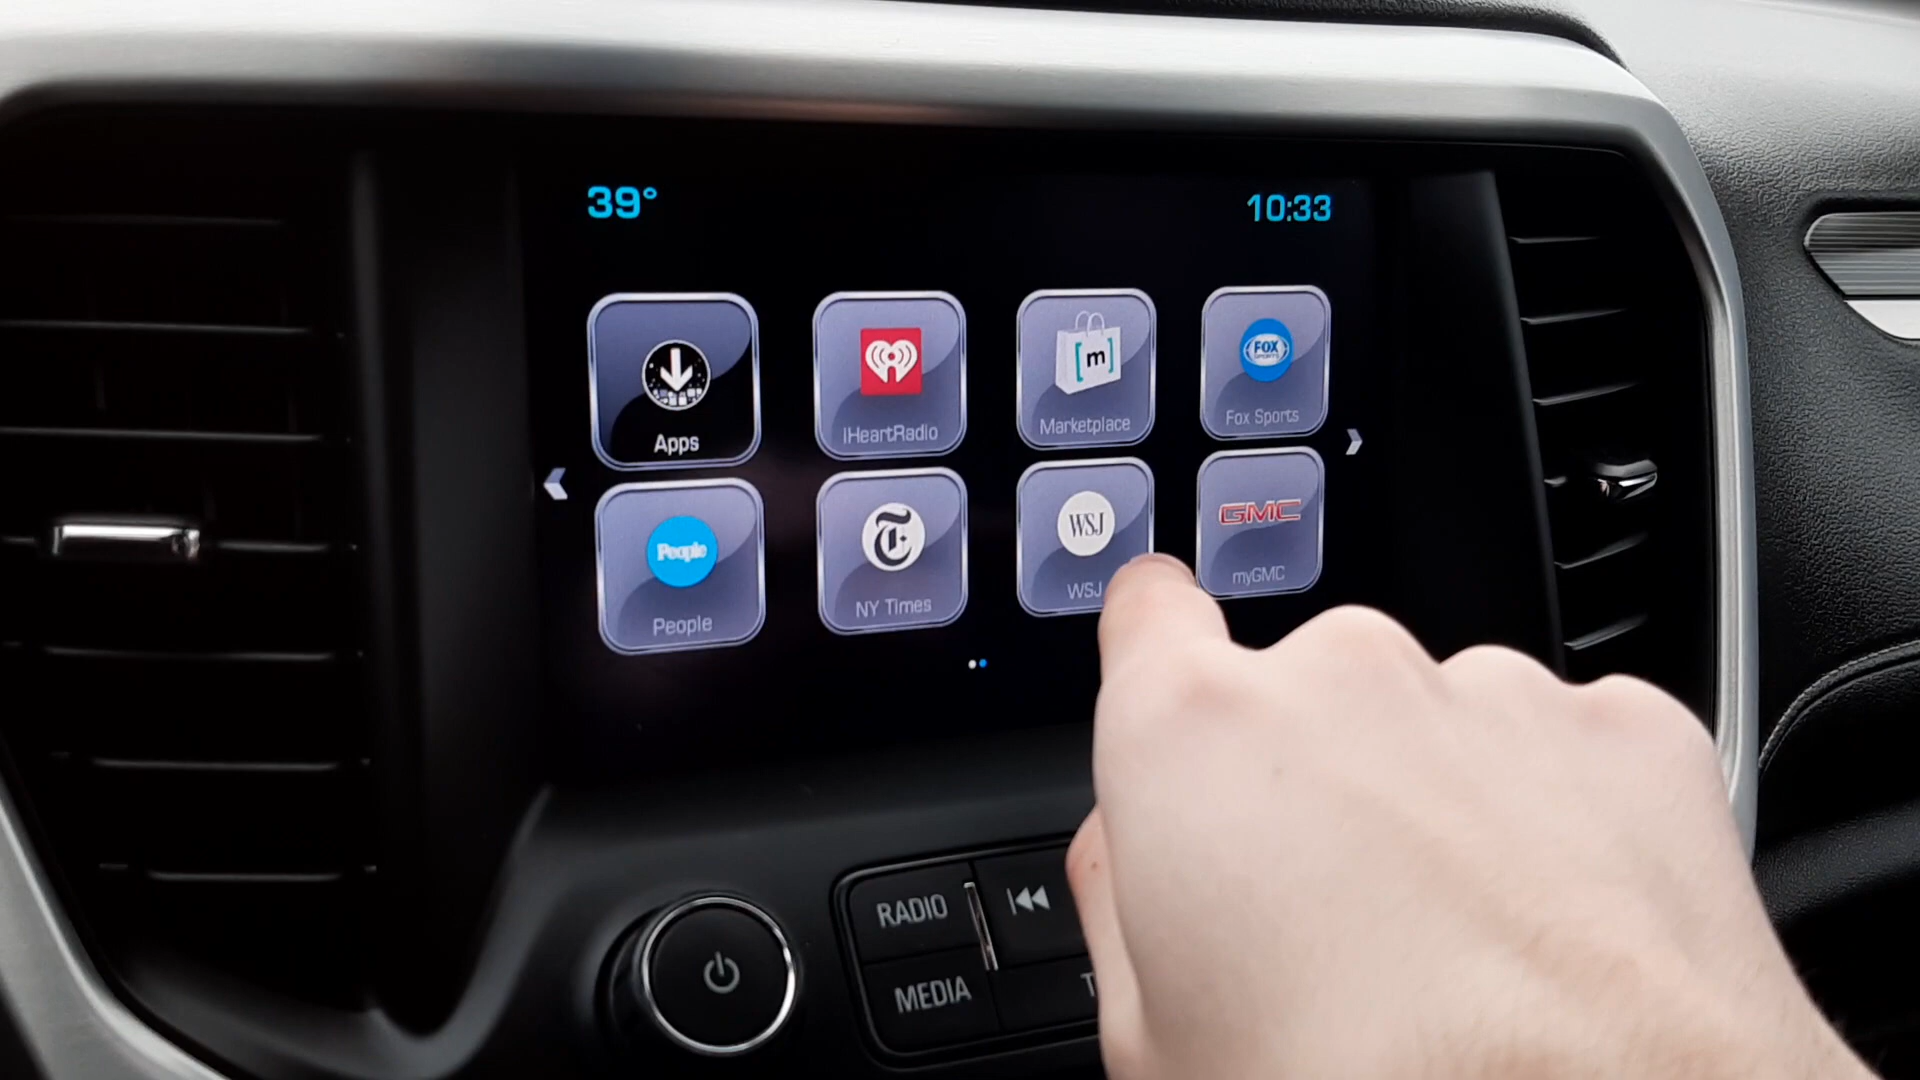 39° 10:33
Apps
IHeartRadio
[m]
Marketplace
FOX
SPORTS
Fox Sports
People
People
T
NY Times
WSJ
WSJ
GMC
myGMC
RADIO
MEDIA
T